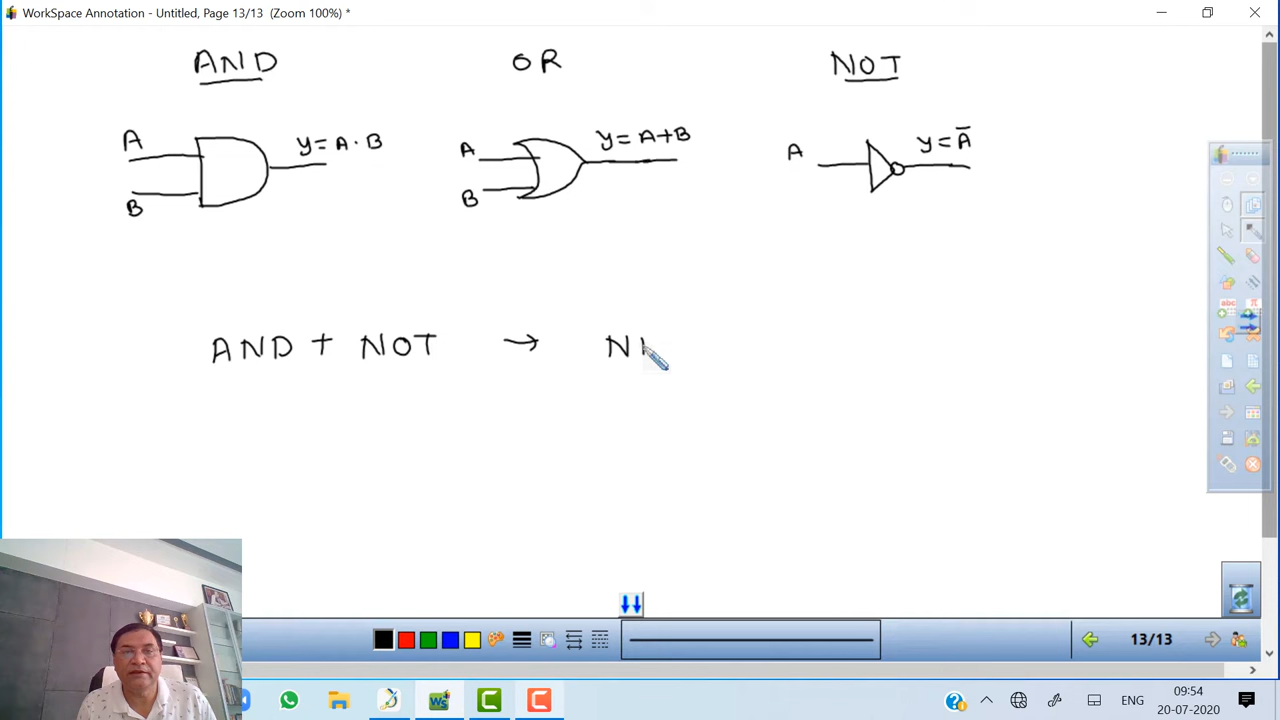 WorkSpace Annotation - Untitled, Page 13/13 (Zoom 100%) *
AND OR NOT
A y = A · B
B
A y = A+B
B
A y = A̅
AND + NOT → N
abc
π
13/13
ENG
09:54
20-07-2020